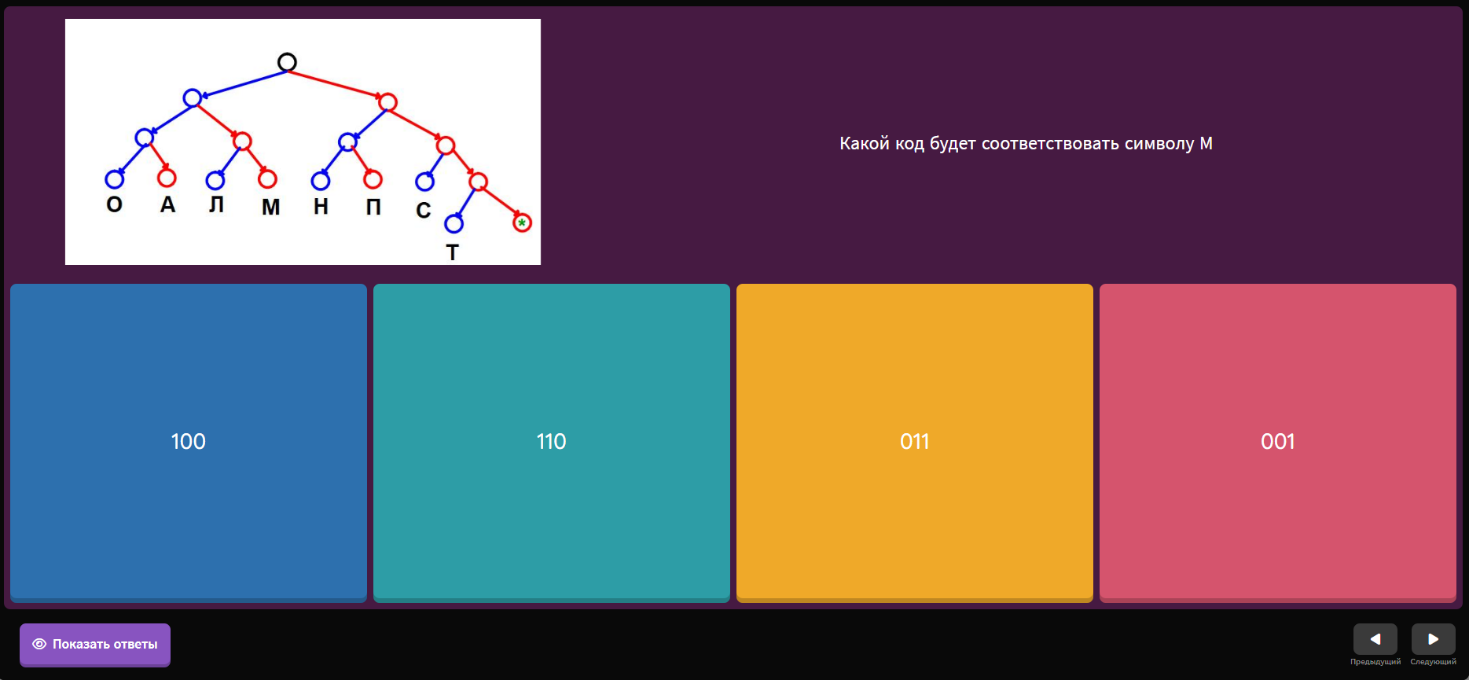 О А Л М Н П С
*
Т
Какой код будет соответствовать символу М
100
110
011
001
Показать ответы
Предыдущий Следующий